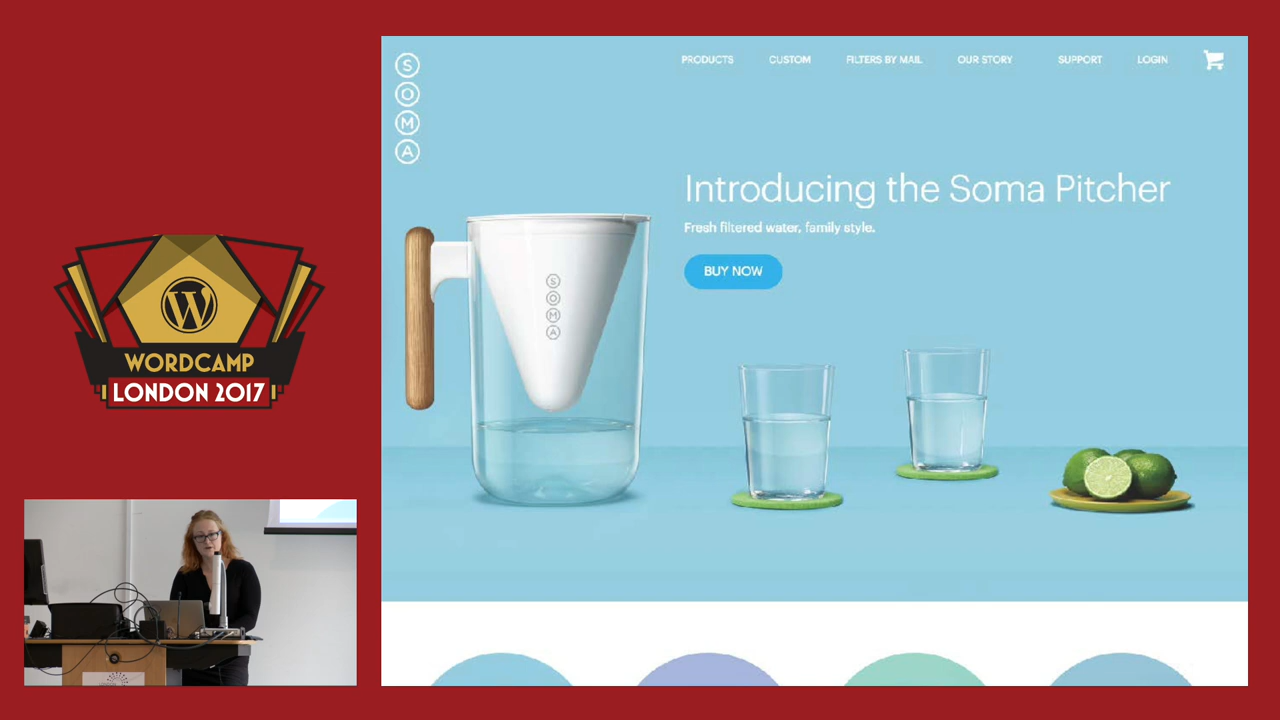 WORDCAMP
LONDON 2017
S
O
M
A
PRODUCTS CUSTOM FILTERS BY MAIL OUR STORY SUPPORT LOGIN
Introducing the Soma Pitcher
Fresh filtered water, family style.
BUY NOW
S
O
M
A